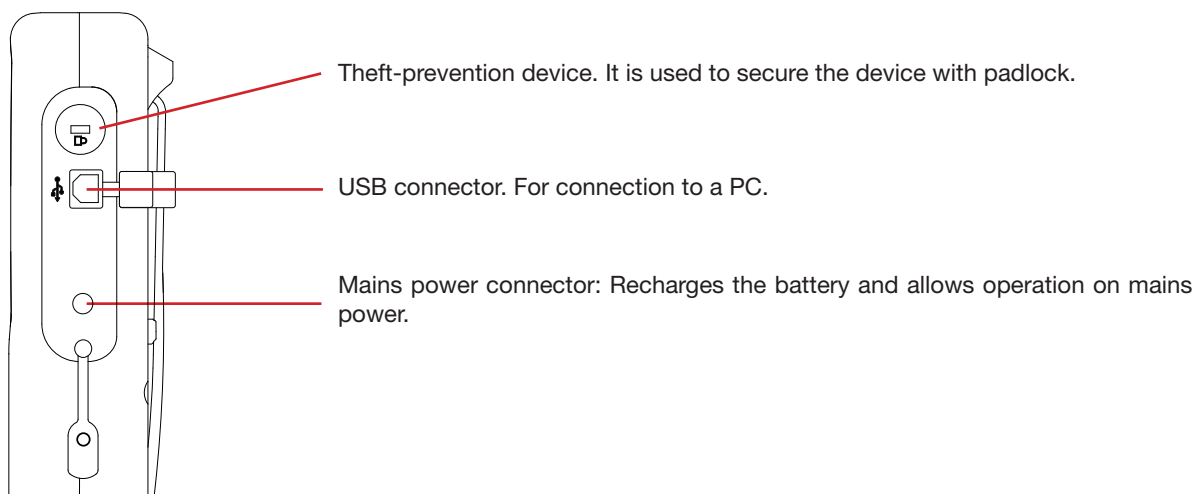 Theft-prevention device. It is used to secure the device with padlock.
USB connector. For connection to a PC.
Mains power connector: Recharges the battery and allows operation on mains
power.